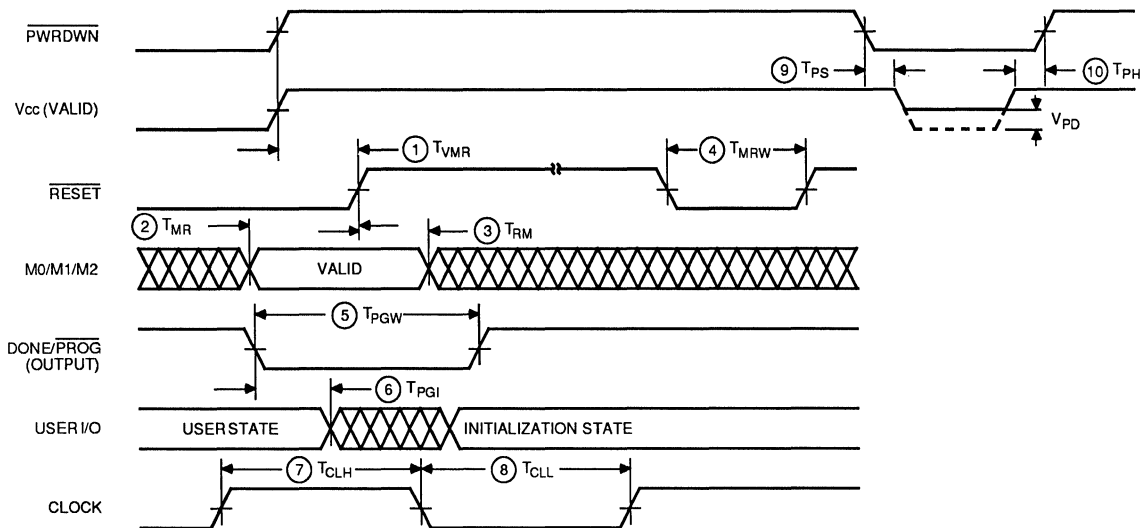 PWRDWN
⑨ TPS
⑩ TPH
Vcc (VALID)
VPD
① TVMR
④ TMRW
RESET
② TMR
③ TRM
M0/M1/M2
VALID
⑤ TPGW
DONE/PROG
(OUTPUT)
⑥ TPGI
USER I/O
USER STATE
INITIALIZATION STATE
⑦ TCLH
⑧ TCLL
CLOCK